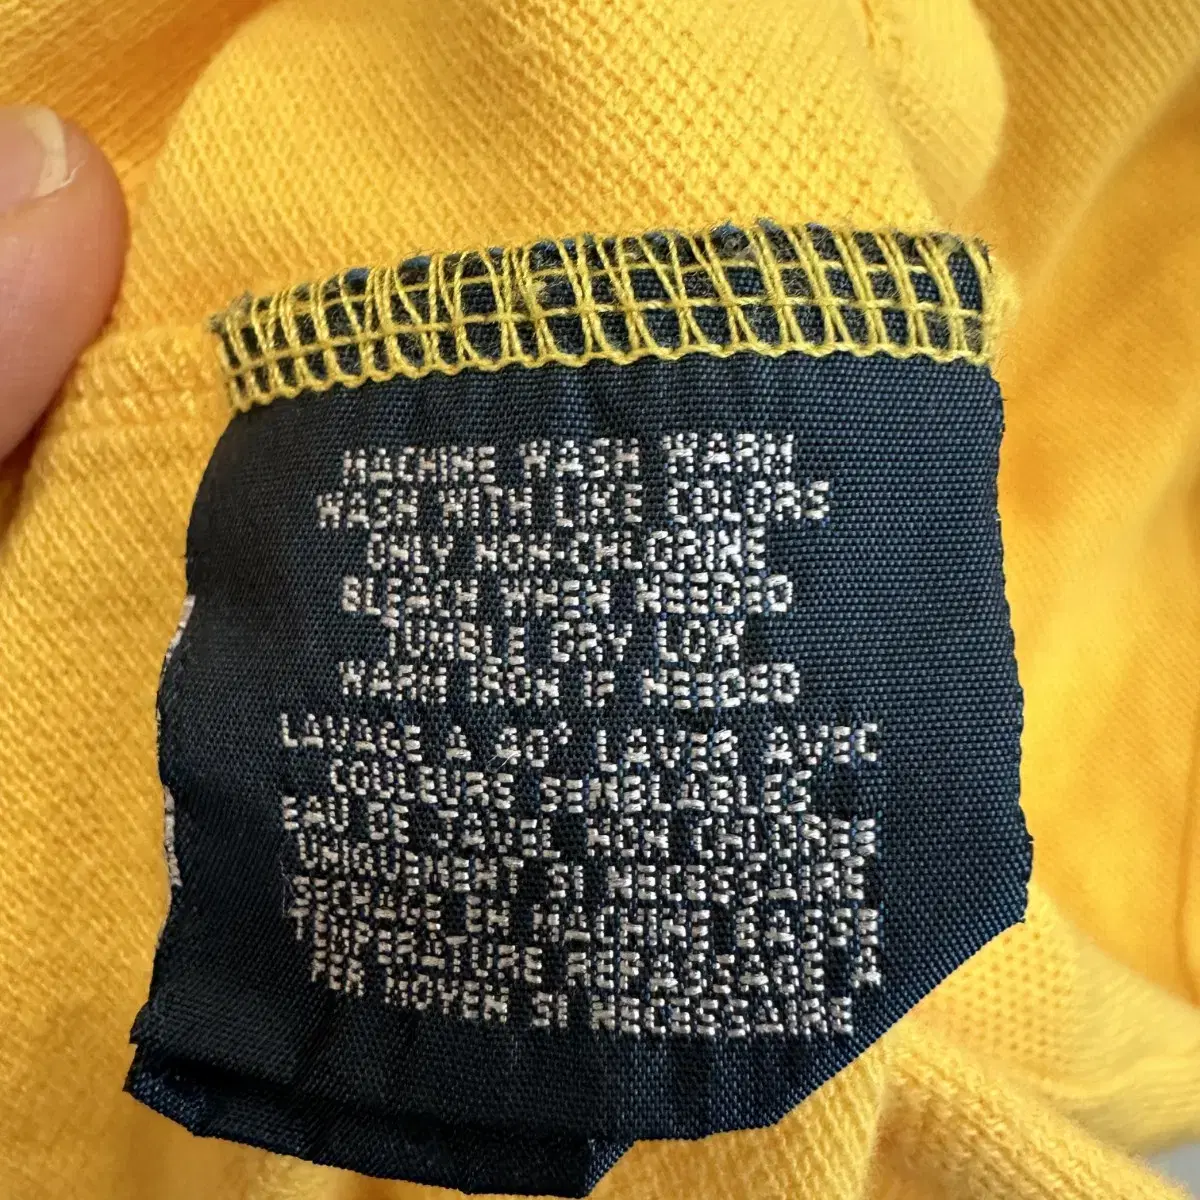 MACHINE WASH WARM
WASH WITH LIKE COLORS
ONLY NON-CHLORINE
BLEACH WHEN NEEDED
TUMBLE DRY LOW
WARM IRON IF NEEDED
LAVAGE A 40° LAVER AVEC
COULEURS SEMBLABLES
EAU DE JAVEL NON CHLOREE
UNIQUEMENT SI NECESSAIRE
SECHAGE EN MACHINE BASSE
TEMPERATURE REPASSAGE A
FER MOYEN SI NECESSAIRE